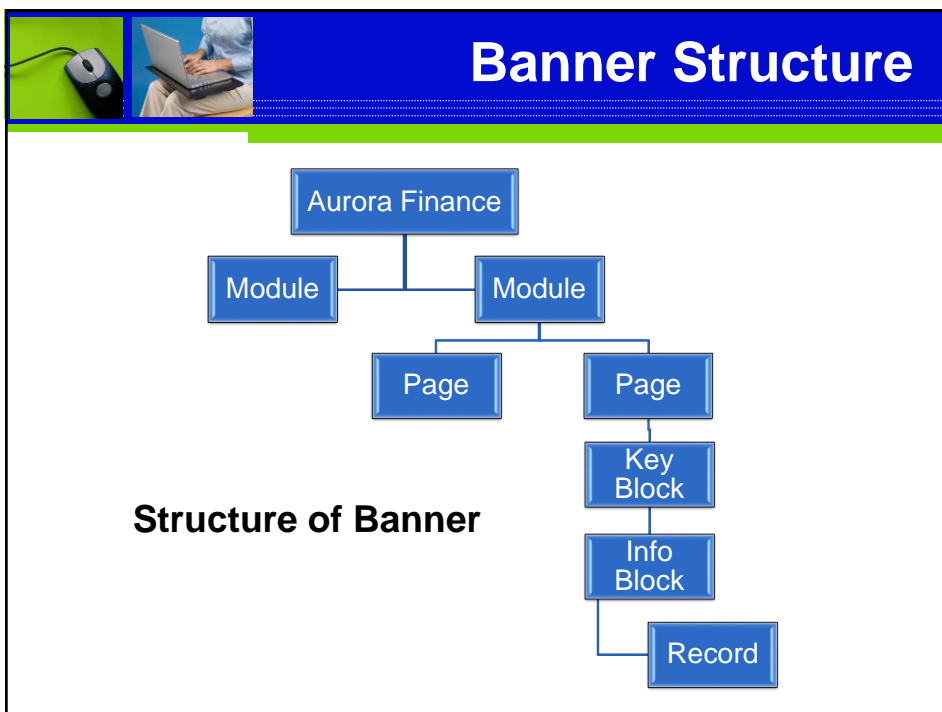 Banner Structure
Aurora Finance
Module
Module
Page
Page
Key
Block
Structure of Banner
Info
Block
Record